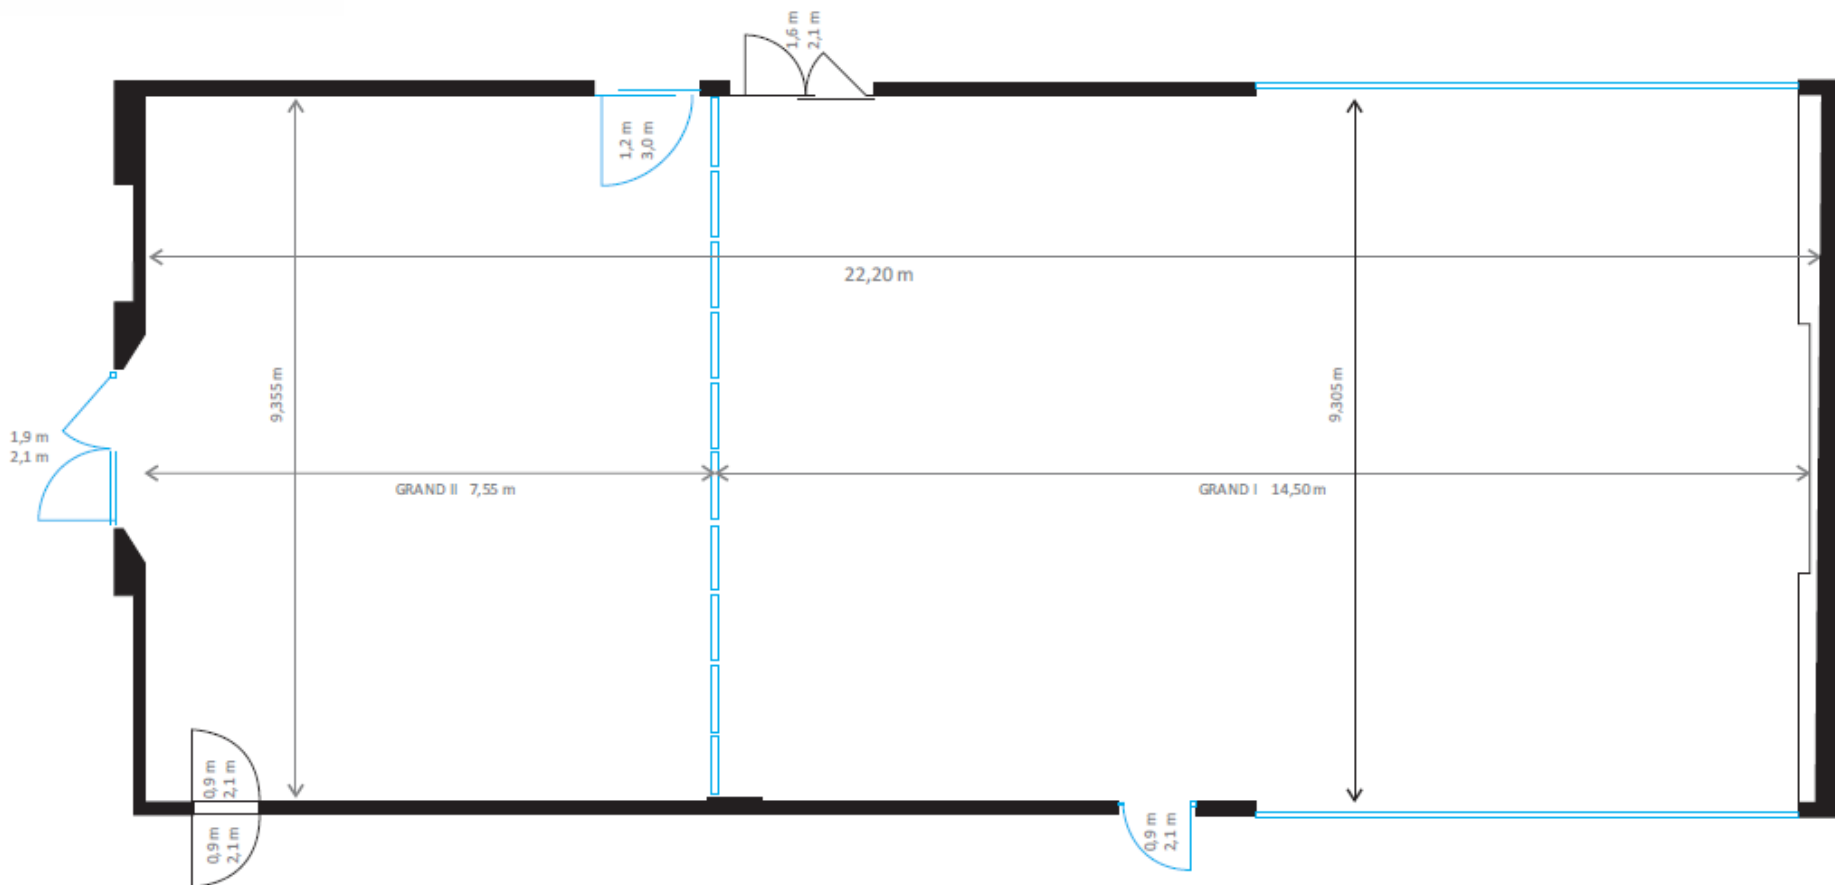 1,6 m
2,1 m
1,2 m
3,0 m
22,20 m
9,355 m
9,305 m
1,9 m
2,1 m
GRAND II 7,55 m
GRAND I 14,50 m
0,9 m
2,1 m
0,9 m
2,1 m
0,9 m
2,1 m